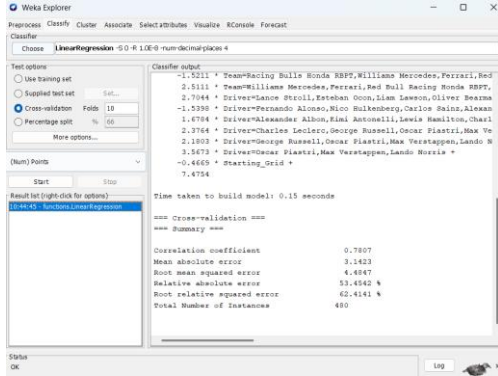 Weka Explorer
Preprocess Classify Cluster Associate Select attributes Visualize RConsole Forecast
Classifier
Choose LinearRegression -S 0 -R 1.0E-8 -num-decimal-places 4
Test options
Use training set
Supplied test set Set...
Cross-validation Folds 10
Percentage split % 66
More options...
(Num) Points
Start Stop
Result list (right-click for options)
10:44:45 - functions.LinearRegression
Classifier output
-1.5211 * Team=Racing Bulls Honda RBPT,Williams Mercedes,Ferrari,Red
2.5111 * Team=Williams Mercedes,Ferrari,Red Bull Racing Honda RBPT,
2.7044 * Driver=Lance Stroll,Esteban Ocon,Liam Lawson,Oliver Bearma
-1.5398 * Driver=Fernando Alonso,Nico Hulkenberg,Carlos Sainz,Alexan
1.6784 * Driver=Alexander Albon,Kimi Antonelli,Lewis Hamilton,Charl
2.3764 * Driver=Charles Leclerc,George Russell,Oscar Piastri,Max Ve
2.1803 * Driver=George Russell,Oscar Piastri,Max Verstappen,Lando N
3.5673 * Driver=Oscar Piastri,Max Verstappen,Lando Norris +
-0.4669 * Starting_Grid +
7.4754
Time taken to build model: 0.15 seconds
=== Cross-validation ===
=== Summary ===
Correlation coefficient 0.7807
Mean absolute error 3.1423
Root mean squared error 4.4847
Relative absolute error 53.4542 %
Root relative squared error 62.4141 %
Total Number of Instances 480
Status
OK
Log